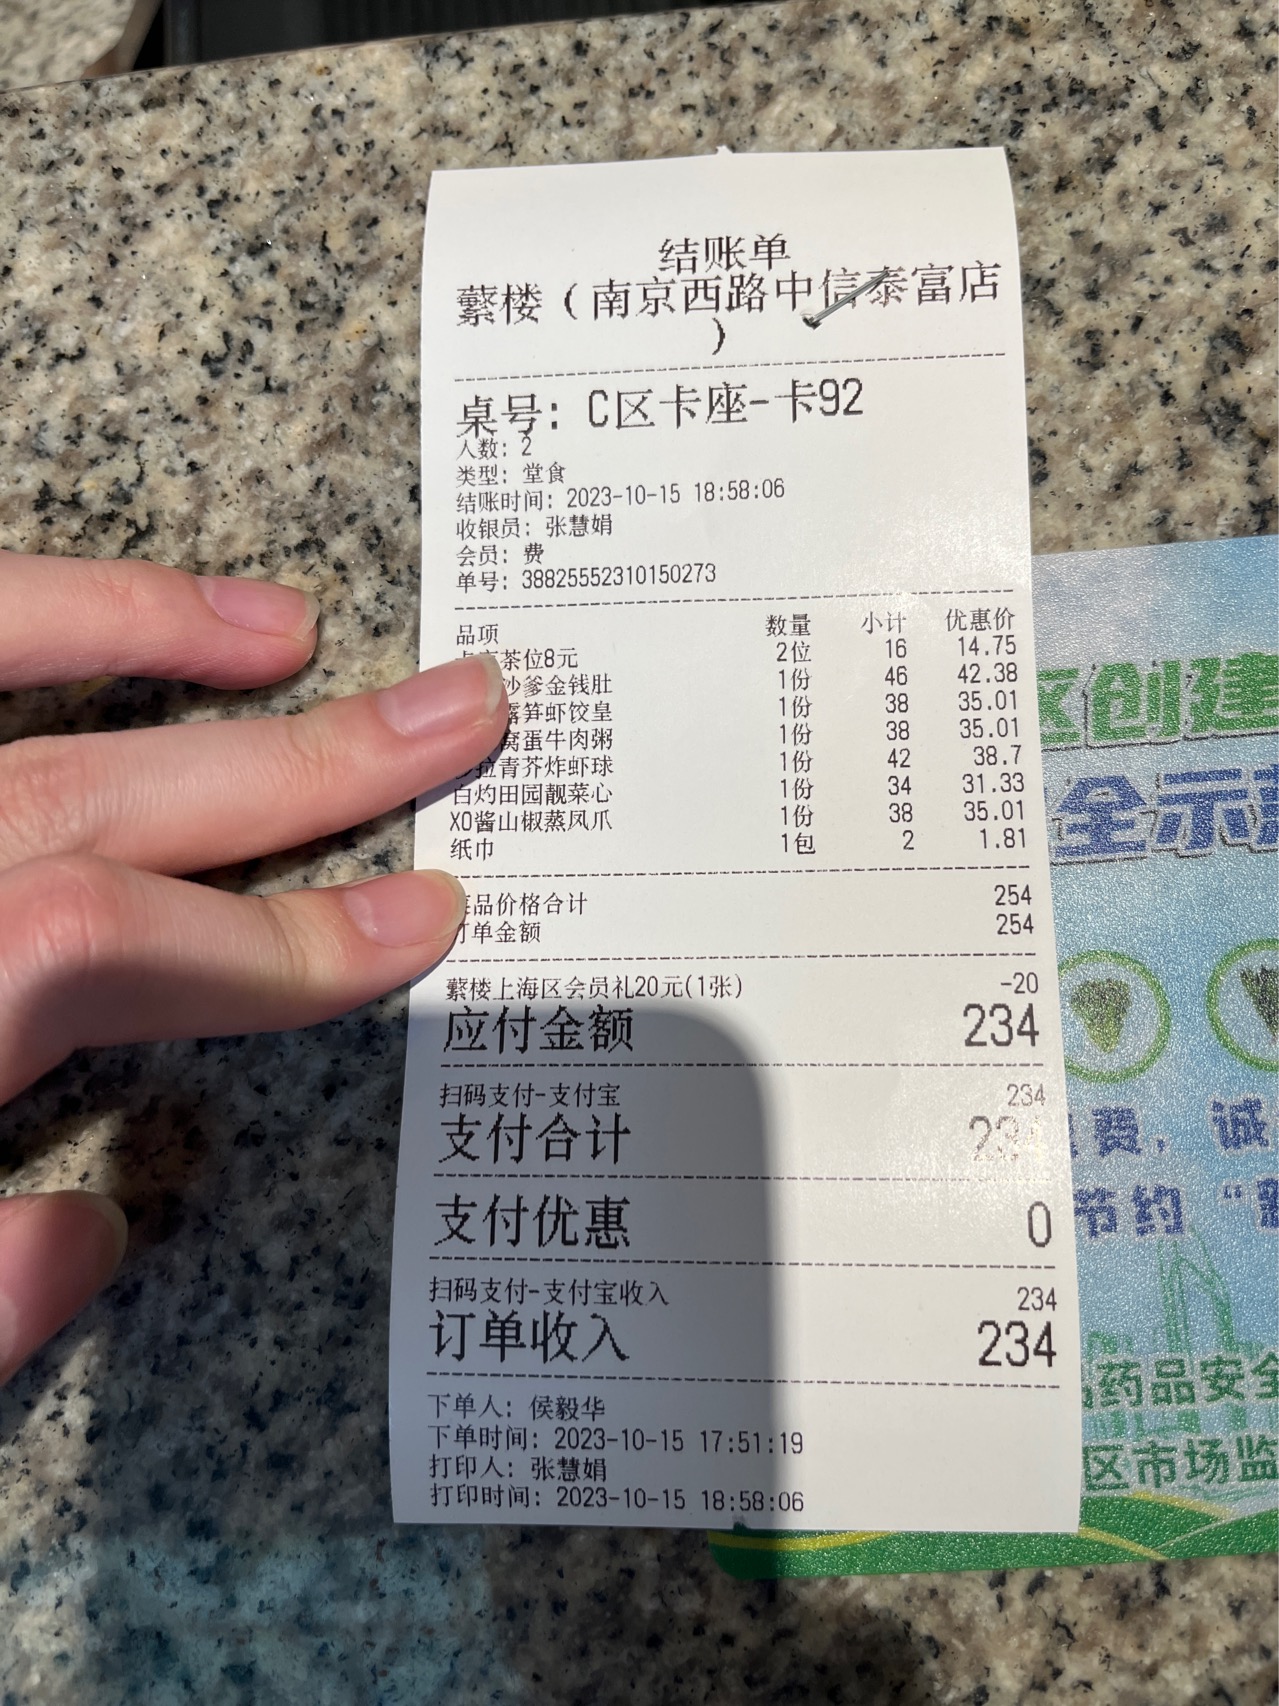 结账单
蘩楼（南京西路中信泰富店
）
桌号：C区卡座-卡92
人数：2
类型：堂食
结账时间：2023-10-15 18:58:06
收银员：张慧娟
会员：费
单号：38825552310150273
品项 数量 小计 优惠价
茶位8元 2位 16 14.75
沙爹金钱肚 1份 46 42.38
露笋虾饺皇 1份 38 35.01
窝蛋牛肉粥 1份 38 35.01
拉青芥炸虾球 1份 42 38.7
白灼田园靓菜心 1份 34 31.33
XO酱山椒蒸凤爪 1份 38 35.01
纸巾 1包 2 1.81
品价格合计 254
订单金额 254
蘩楼上海区会员礼20元(1张) -20
应付金额 234
扫码支付-支付宝 234
支付合计 234
支付优惠 0
扫码支付-支付宝收入 234
订单收入 234
下单人：侯毅华
下单时间：2023-10-15 17:51:19
打印人：张慧娟
打印时间：2023-10-15 18:58:06
区创建
全示
费，诚
节约 “
药品安全
区市场监